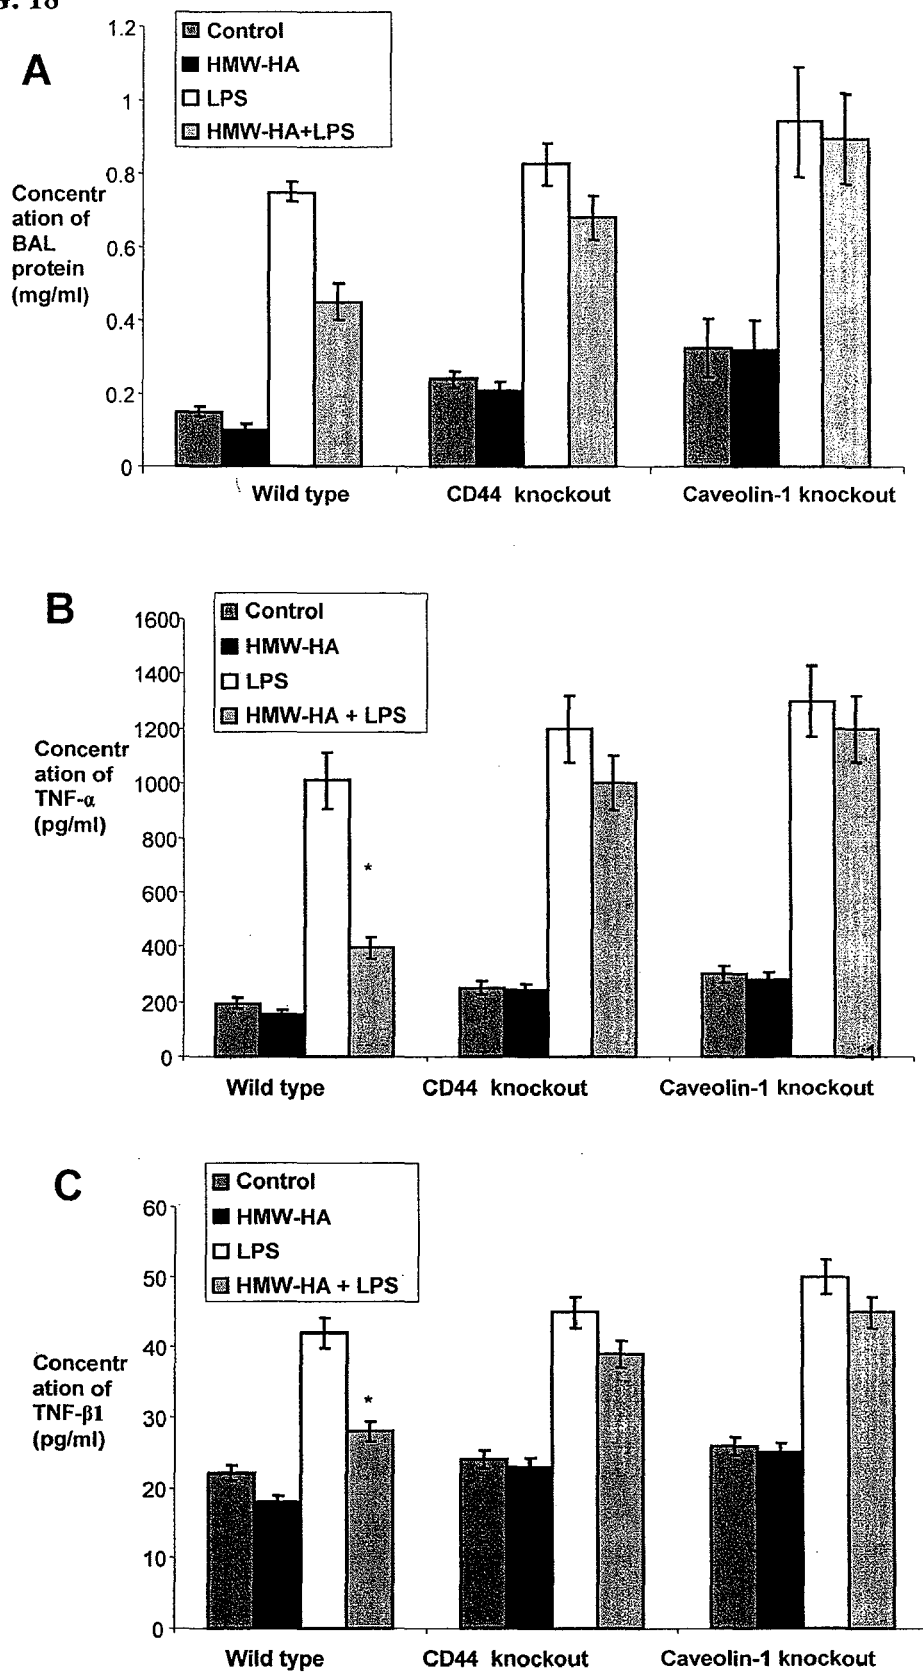 G. 18
A
1.2
1
0.8
0.6
0.4
0.2
0
Control
HMW-HA
LPS
HMW-HA+LPS
Concentr
ation of
BAL
protein
(mg/ml)
Wild type
CD44 knockout
Caveolin-1 knockout
B
1600
1400
1200
1000
800
600
400
200
0
Control
HMW-HA
LPS
HMW-HA + LPS
Concentr
ation of
TNF-α
(pg/ml)
*
Wild type
CD44 knockout
Caveolin-1 knockout
C
60
50
40
30
20
10
0
Control
HMW-HA
LPS
HMW-HA + LPS
Concentr
ation of
TNF-β1
(pg/ml)
*
Wild type
CD44 knockout
Caveolin-1 knockout